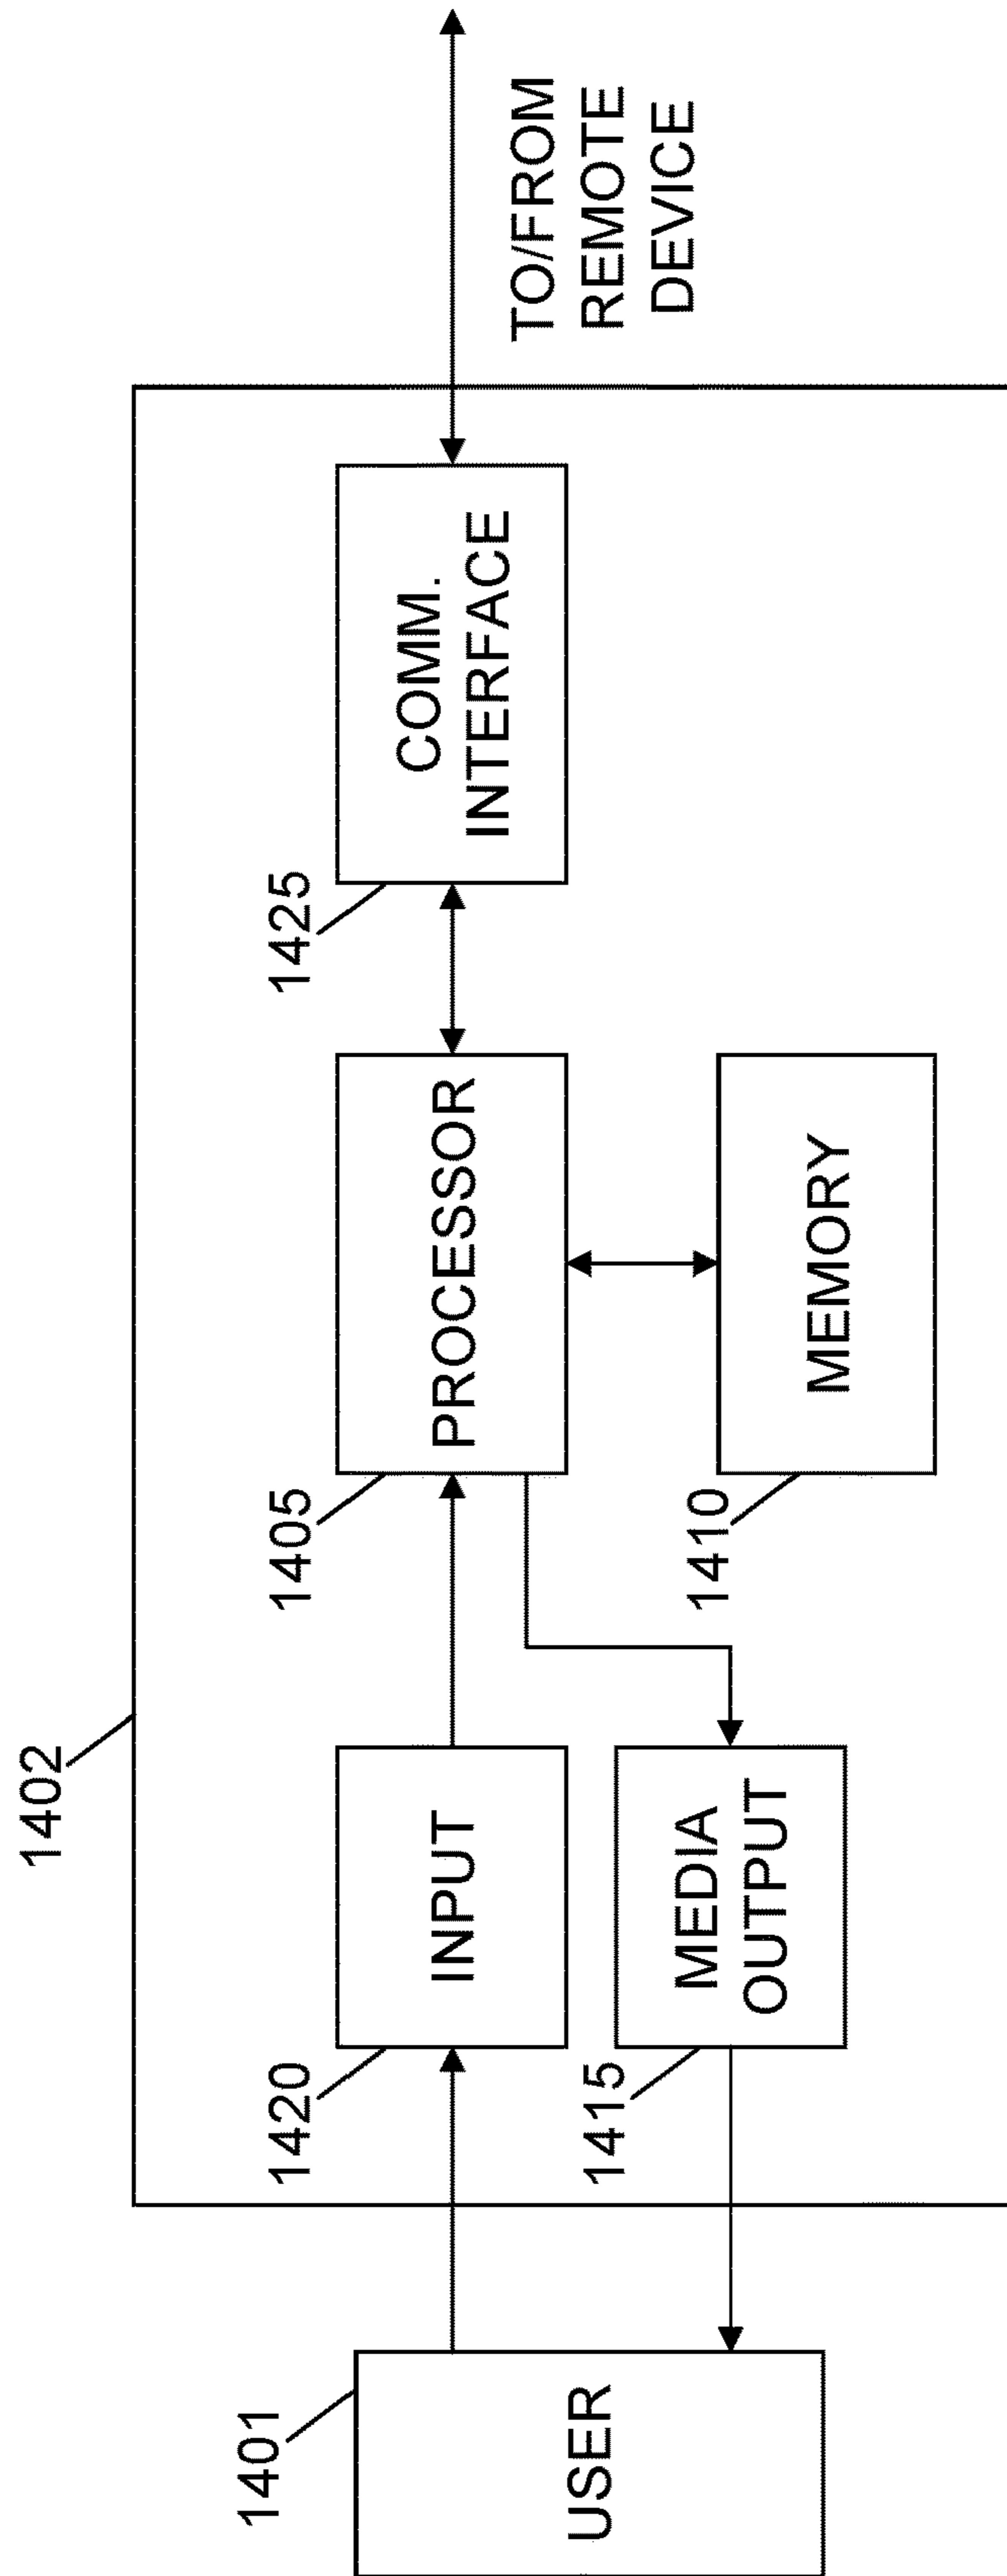 1402
1401
USER
1420
INPUT
1415
MEDIA
OUTPUT
1405
PROCESSOR
1410
MEMORY
1425
COMM.
INTERFACE
TO/FROM
REMOTE
DEVICE